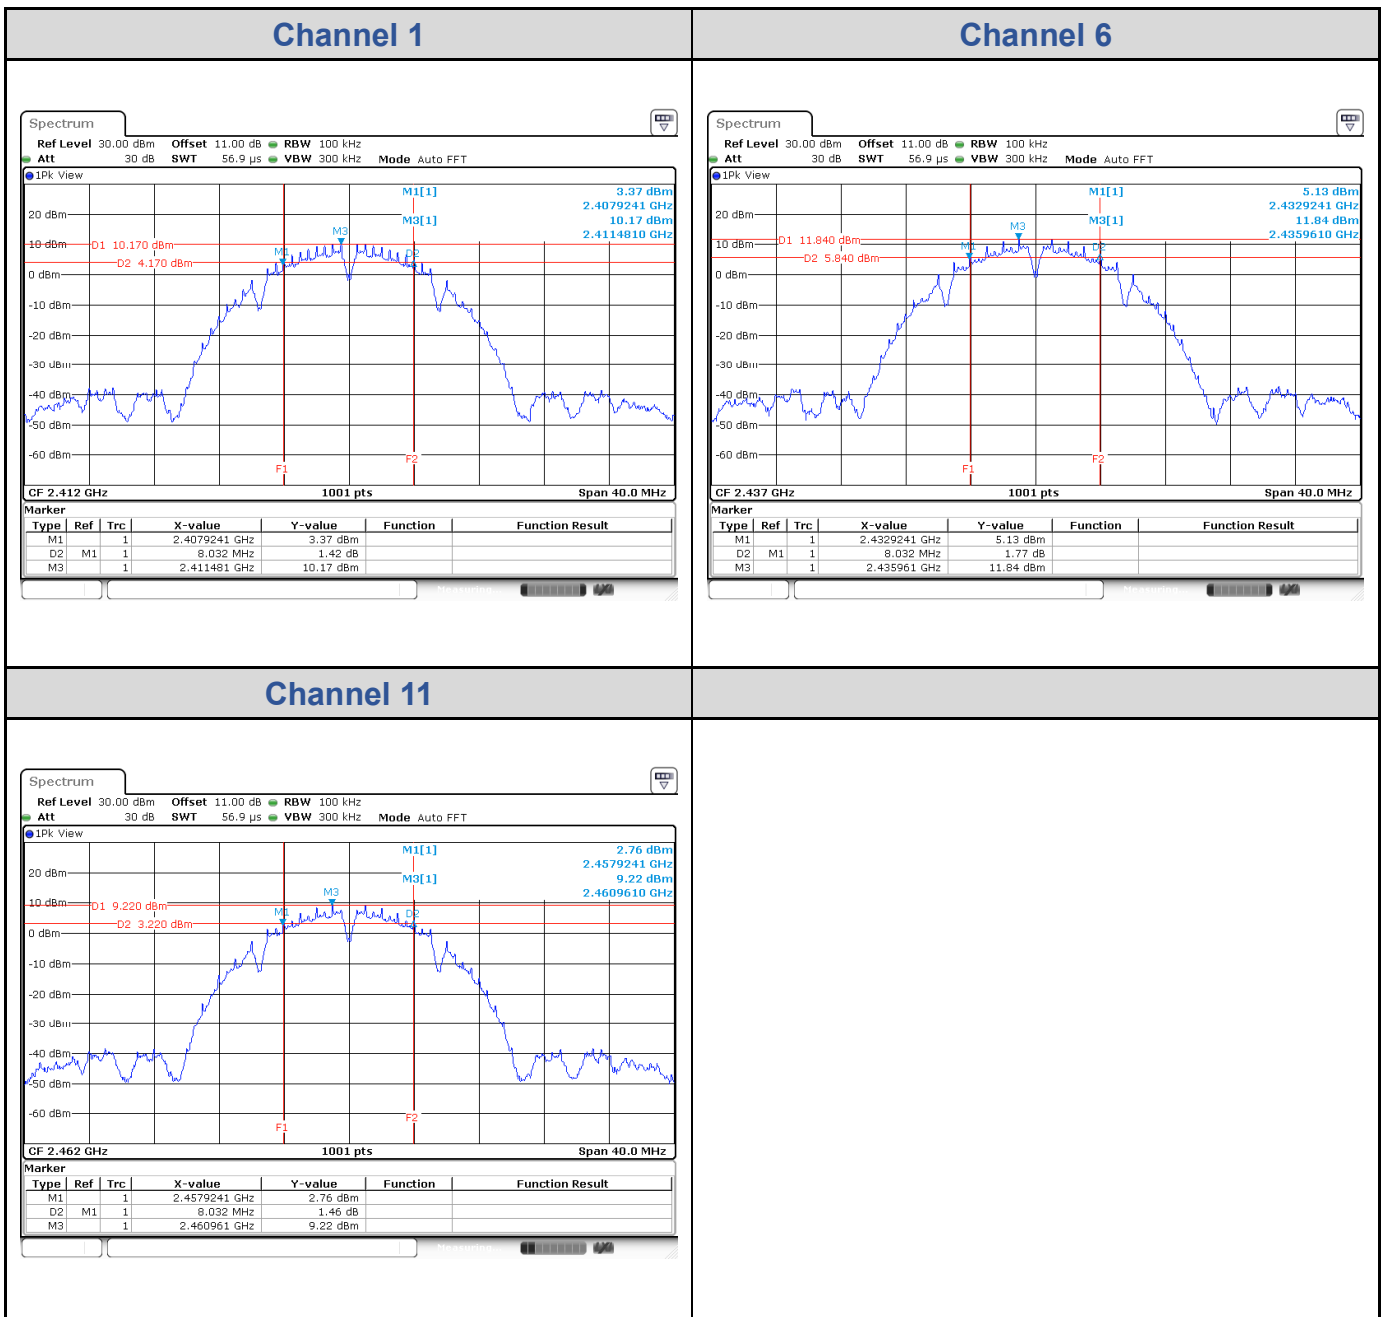 Channel 1
Channel 6
Spectrum
Ref Level 30.00 dBm Offset 11.00 dB RBW 100 kHz
Att 30 dB SWT 56.9 µs VBW 300 kHz Mode Auto FFT
1Pk View
M1[1] 3.37 dBm
2.4079241 GHz
M3[1] 10.17 dBm
2.4114810 GHz
20 dBm
10 dBm
D1 10.170 dBm
D2 4.170 dBm
M1
M3
D2
0 dBm
-10 dBm
-20 dBm
-30 dBm
-40 dBm
-50 dBm
-60 dBm
F1
F2
CF 2.412 GHz 1001 pts Span 40.0 MHz
Marker
Type Ref Trc X-value Y-value Function Function Result
M1 1 2.4079241 GHz 3.37 dBm
D2 M1 1 8.032 MHz 1.42 dB
M3 1 2.411481 GHz 10.17 dBm
Measuring...
Spectrum
Ref Level 30.00 dBm Offset 11.00 dB RBW 100 kHz
Att 30 dB SWT 56.9 µs VBW 300 kHz Mode Auto FFT
1Pk View
M1[1] 5.13 dBm
2.4329241 GHz
M3[1] 11.84 dBm
2.4359610 GHz
20 dBm
10 dBm
D1 11.840 dBm
D2 5.840 dBm
M1
M3
D2
0 dBm
-10 dBm
-20 dBm
-30 dBm
-40 dBm
-50 dBm
-60 dBm
F1
F2
CF 2.437 GHz 1001 pts Span 40.0 MHz
Marker
Type Ref Trc X-value Y-value Function Function Result
M1 1 2.4329241 GHz 5.13 dBm
D2 M1 1 8.032 MHz 1.77 dB
M3 1 2.435961 GHz 11.84 dBm
Measuring...
Channel 11
Spectrum
Ref Level 30.00 dBm Offset 11.00 dB RBW 100 kHz
Att 30 dB SWT 56.9 µs VBW 300 kHz Mode Auto FFT
1Pk View
M1[1] 2.76 dBm
2.4579241 GHz
M3[1] 9.22 dBm
2.4609610 GHz
20 dBm
10 dBm
D1 9.220 dBm
D2 3.220 dBm
M1
M3
D2
0 dBm
-10 dBm
-20 dBm
-30 dBm
-40 dBm
-50 dBm
-60 dBm
F1
F2
CF 2.462 GHz 1001 pts Span 40.0 MHz
Marker
Type Ref Trc X-value Y-value Function Function Result
M1 1 2.4579241 GHz 2.76 dBm
D2 M1 1 8.032 MHz 1.46 dB
M3 1 2.460961 GHz 9.22 dBm
Measuring...